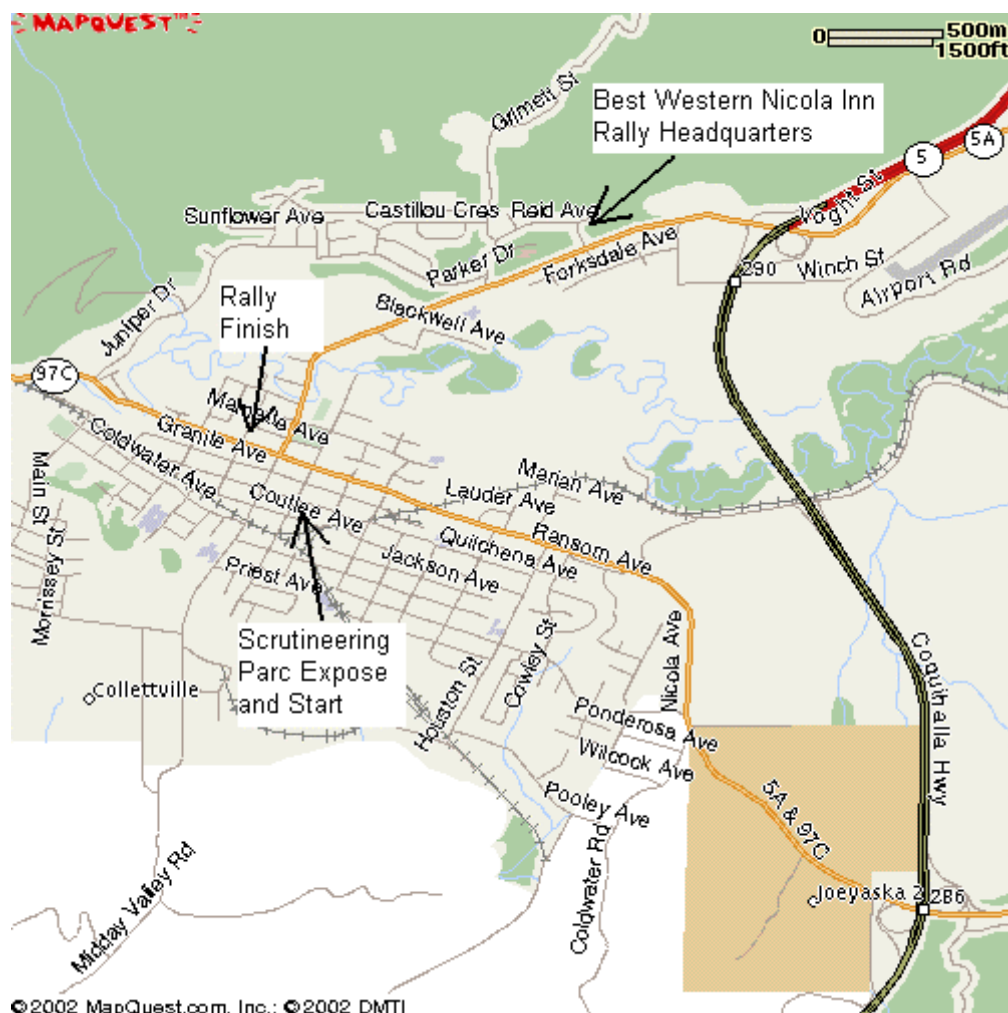 MAPQUEST™
0 500m
1500ft
Grimett St
Best Western Nicola Inn
Rally Headquarters
5A
5
Voght St
Sunflower Ave
Castillou Cres
Reid Ave
Parker Dr
Forksdale Ave
290
Winch St
Airport Rd
Juniper Dr
Rally
Finish
Blackwell Ave
97C
Mamette Ave
Granite Ave
Coldwater Ave
Main St
Morrissey St
Coutlee Ave
Lauder Ave
Mariah Ave
Ransom Ave
Quilchena Ave
Jackson Ave
Priest Ave
Scrutineering
Parc Expose
and Start
Collettville
Houston St
Cowley St
Nicola Ave
Ponderosa Ave
Wilcock Ave
Pooley Ave
Coldwater Rd
Coquihalla Hwy
5A & 97C
Joeyaska 2
286
Midday Valley Rd
©2002 MapQuest.com, Inc.; ©2002 DMTI